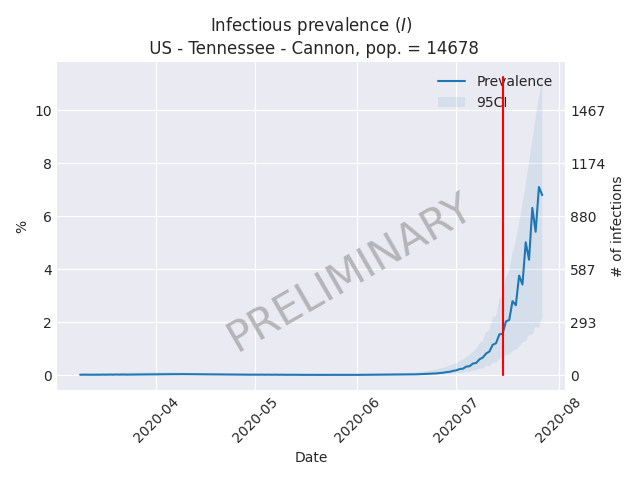 Infectious prevalence (I)
US - Tennessee - Cannon, pop. = 14678
Prevalence
95CI
10
8
6
4
2
0
%
1467
1174
880
587
293
0
# of infections
PRELIMINARY
2020-04
2020-05
2020-06
2020-07
2020-08
Date